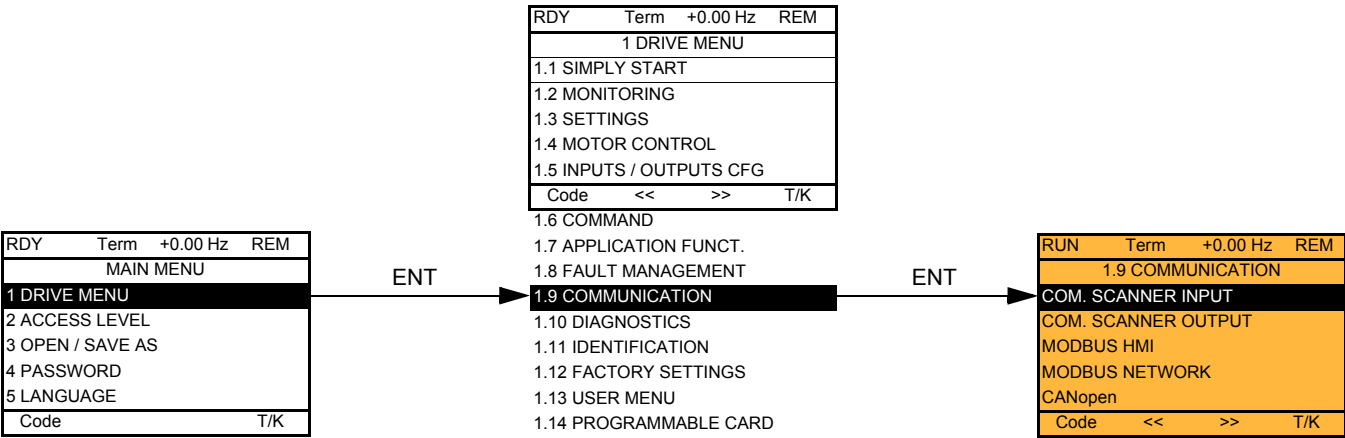 RDY Term +0.00 Hz REM
MAIN MENU
1 DRIVE MENU
2 ACCESS LEVEL
3 OPEN / SAVE AS
4 PASSWORD
5 LANGUAGE
Code T/K
ENT
RDY Term +0.00 Hz REM
1 DRIVE MENU
1.1 SIMPLY START
1.2 MONITORING
1.3 SETTINGS
1.4 MOTOR CONTROL
1.5 INPUTS / OUTPUTS CFG
Code << >> T/K
1.6 COMMAND
1.7 APPLICATION FUNCT.
1.8 FAULT MANAGEMENT
1.9 COMMUNICATION
1.10 DIAGNOSTICS
1.11 IDENTIFICATION
1.12 FACTORY SETTINGS
1.13 USER MENU
1.14 PROGRAMMABLE CARD
ENT
RUN Term +0.00 Hz REM
1.9 COMMUNICATION
COM. SCANNER INPUT
COM. SCANNER OUTPUT
MODBUS HMI
MODBUS NETWORK
CANopen
Code << >> T/K